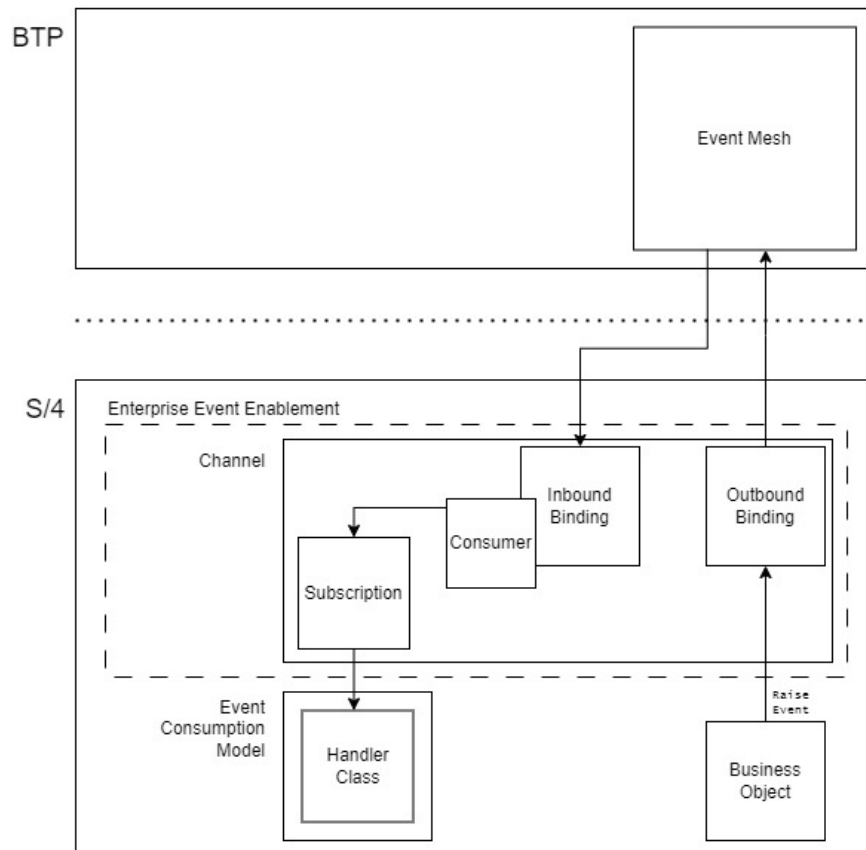 BTP
Event Mesh
S/4
Enterprise Event Enablement
Channel
Inbound
Binding
Outbound
Binding
Consumer
Subscription
Event
Consumption
Model
Raise
Event
Handler
Class
Business
Object